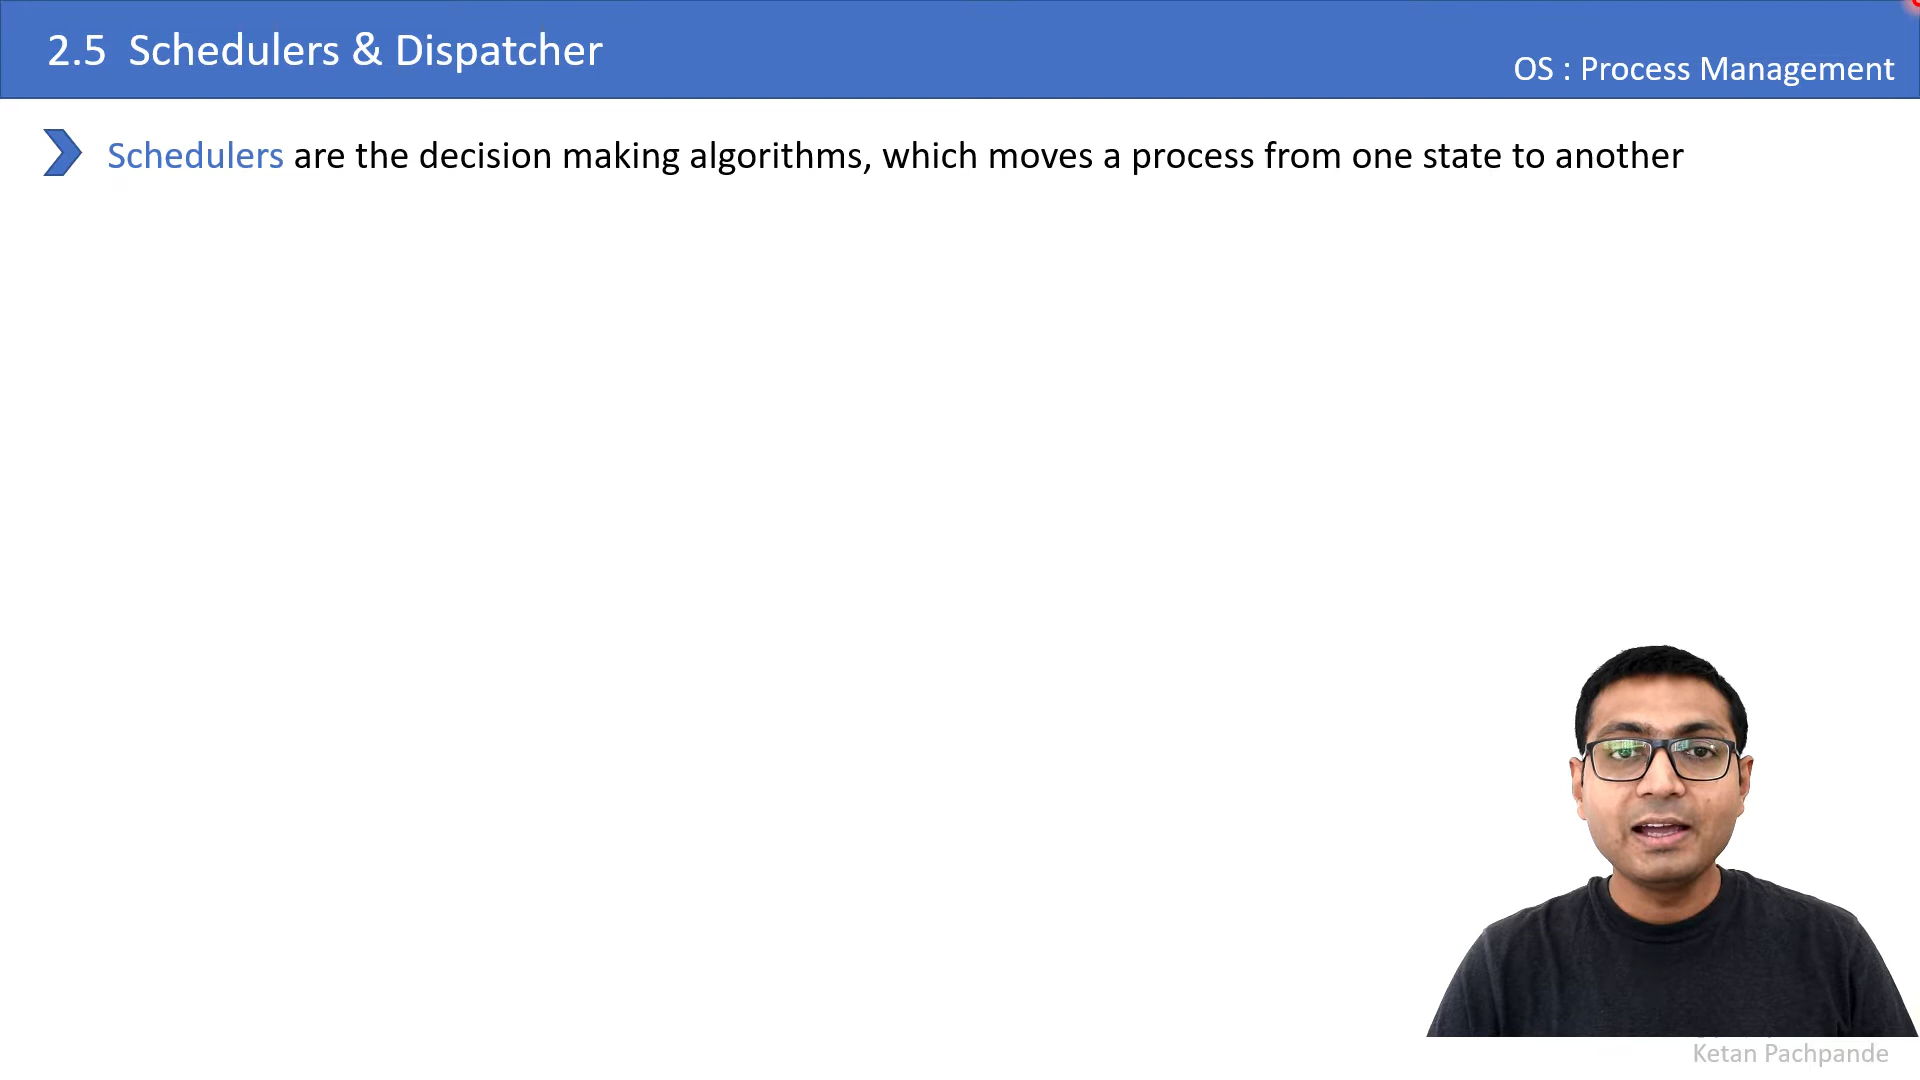 2.5 Schedulers & Dispatcher
OS : Process Management
Schedulers are the decision making algorithms, which moves a process from one state to another
Ketan Pachpande